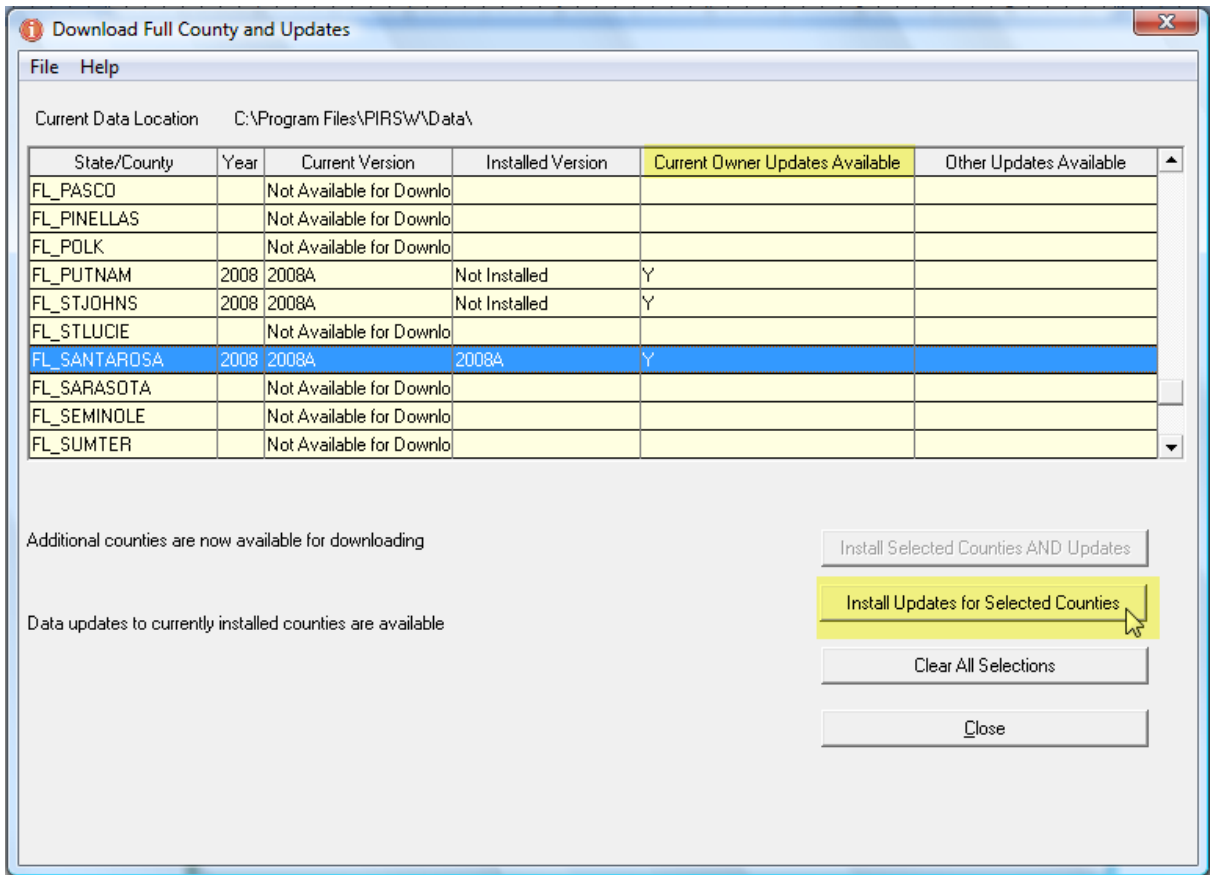 Download Full County and Updates
File Help
Current Data Location C:\Program Files\PIRSW\Data\
State/County Year Current Version Installed Version Current Owner Updates Available Other Updates Available
FL_PASCO Not Available for Downlo
FL_PINELLAS Not Available for Downlo
FL_POLK Not Available for Downlo
FL_PUTNAM 2008 2008A Not Installed Y
FL_STJOHNS 2008 2008A Not Installed Y
FL_STLUCIE Not Available for Downlo
FL_SANTAROSA 2008 2008A 2008A Y
FL_SARASOTA Not Available for Downlo
FL_SEMINOLE Not Available for Downlo
FL_SUMTER Not Available for Downlo
Additional counties are now available for downloading
Install Selected Counties AND Updates
Install Updates for Selected Counties
Data updates to currently installed counties are available
Clear All Selections
Close